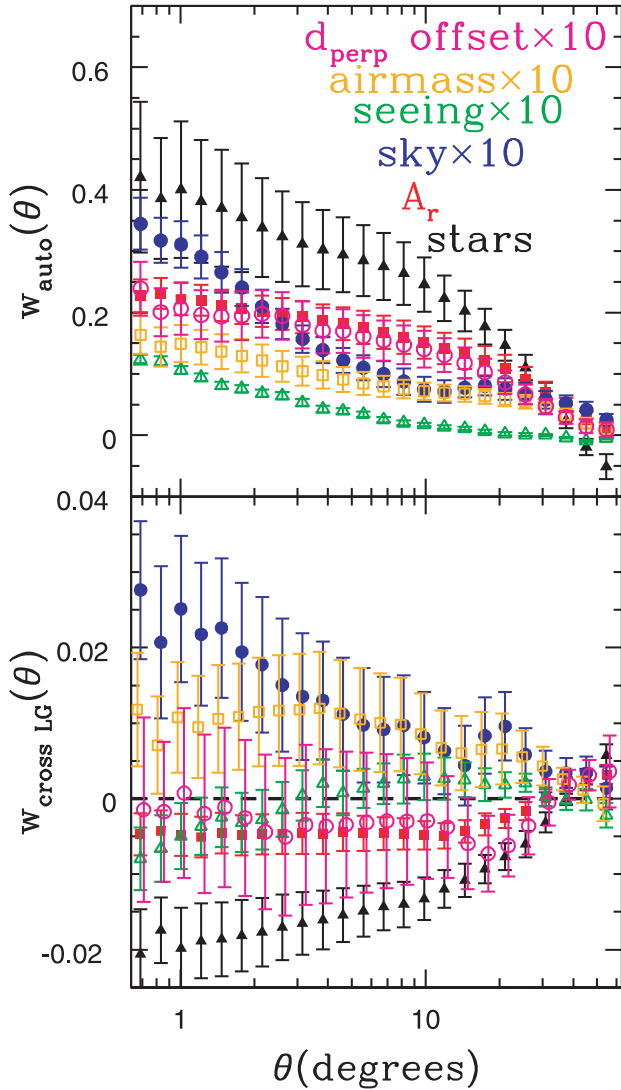 d_perp offset×10
airmass×10
seeing×10
sky×10
A_r
stars
w_auto(θ)
0.6
0.4
0.2
0
w_cross LG(θ)
0.04
0.02
0
-0.02
1
10
θ(degrees)